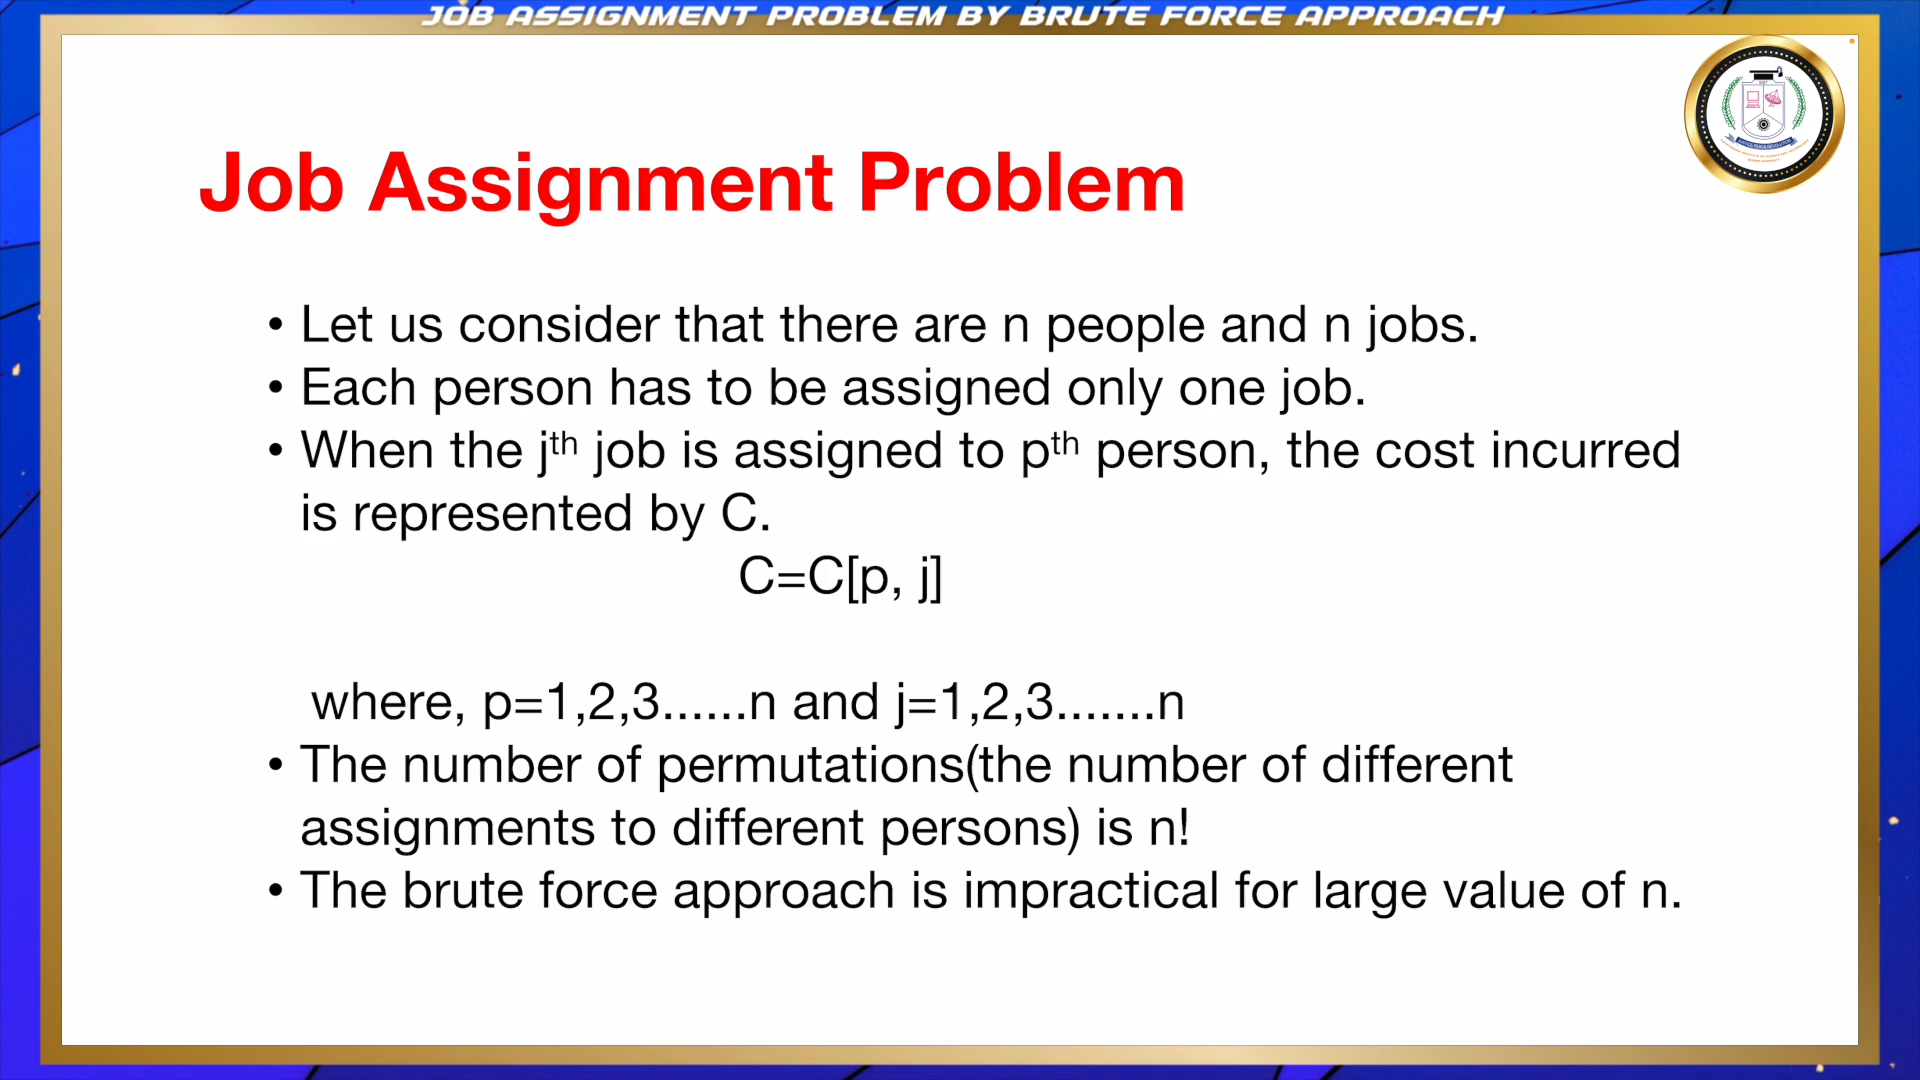 JOB ASSIGNMENT PROBLEM BY BRUTE FORCE APPROACH
Job Assignment Problem
• Let us consider that there are n people and n jobs.
• Each person has to be assigned only one job.
• When the jth job is assigned to pth person, the cost incurred
is represented by C.
C=C[p, j]
where, p=1,2,3......n and j=1,2,3.......n
• The number of permutations(the number of different
assignments to different persons) is n!
• The brute force approach is impractical for large value of n.